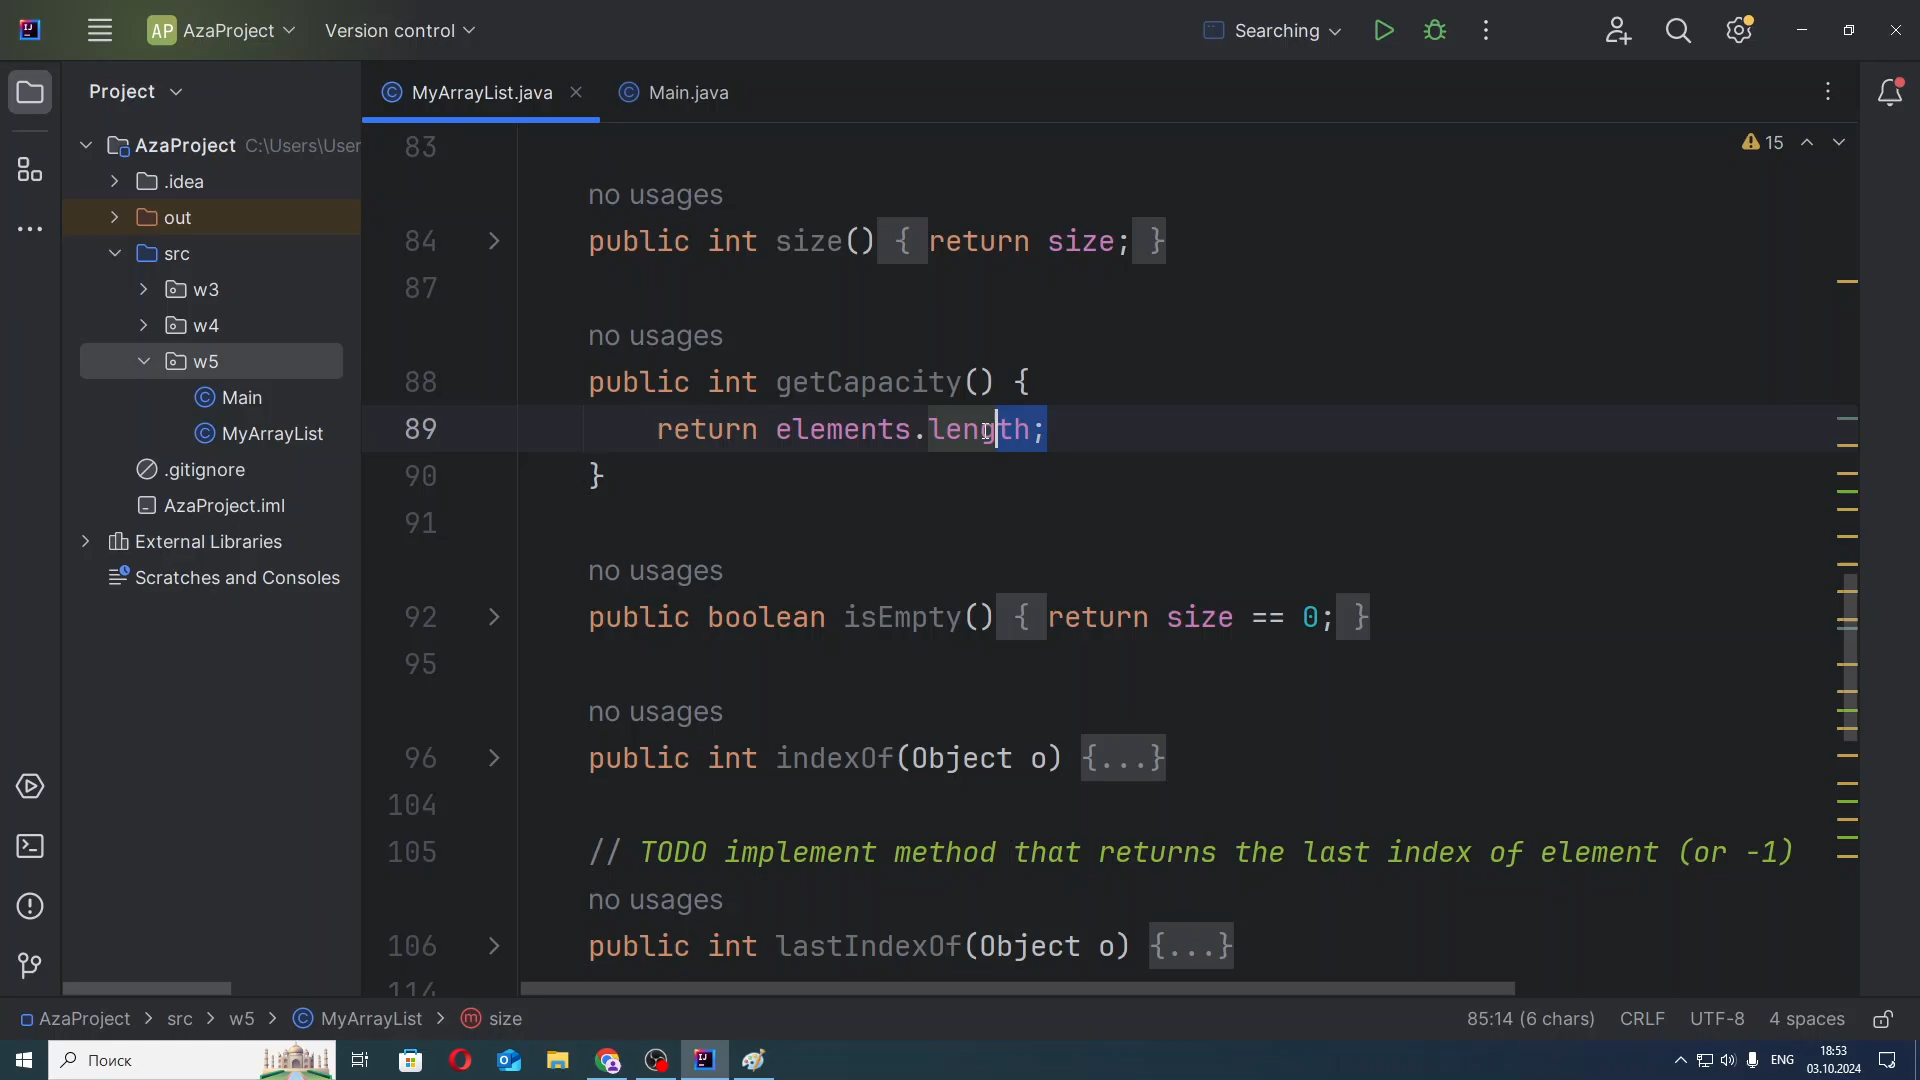 AP AzaProject Version control Searching
Project
MyArrayList.java Main.java
AzaProject C:\Users\User
.idea
out
src
w3
w4
w5
Main
MyArrayList
.gitignore
AzaProject.iml
External Libraries
Scratches and Consoles
15
83
no usages
84 public int size() { return size; }
87
no usages
88 public int getCapacity() {
89 return elements.length;
90 }
91
no usages
92 public boolean isEmpty() { return size == 0; }
95
no usages
96 public int indexOf(Object o) {...}
104
105 // TODO implement method that returns the last index of element (or -1)
no usages
106 public int lastIndexOf(Object o) {...}
114
AzaProject > src > w5 > MyArrayList > size 85:14 (6 chars) CRLF UTF-8 4 spaces
Поиск ENG 18:53
03.10.2024